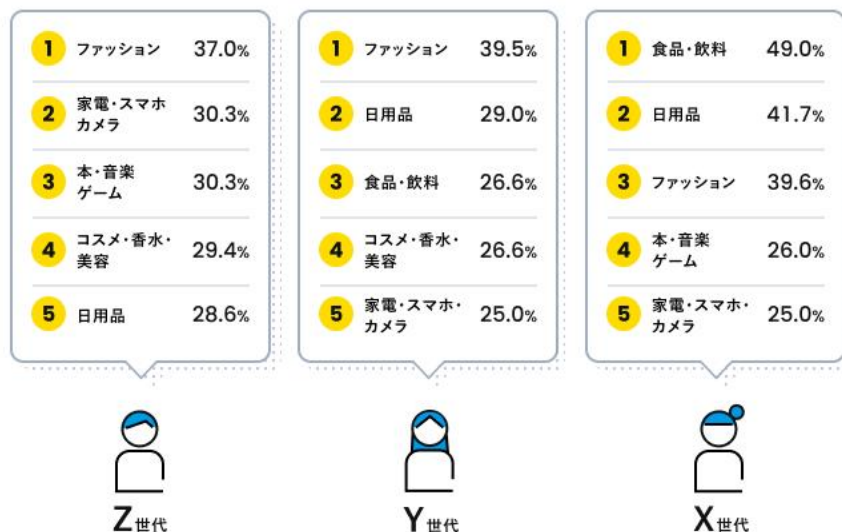 1 ファッション 37.0%
2 家電・スマホ
カメラ 30.3%
3 本・音楽
ゲーム 30.3%
4 コスメ・香水・
美容 29.4%
5 日用品 28.6%
Z世代
1 ファッション 39.5%
2 日用品 29.0%
3 食品・飲料 26.6%
4 コスメ・香水・
美容 26.6%
5 家電・スマホ・
カメラ 25.0%
Y世代
1 食品・飲料 49.0%
2 日用品 41.7%
3 ファッション 39.6%
4 本・音楽
ゲーム 26.0%
5 家電・スマホ・
カメラ 25.0%
X世代